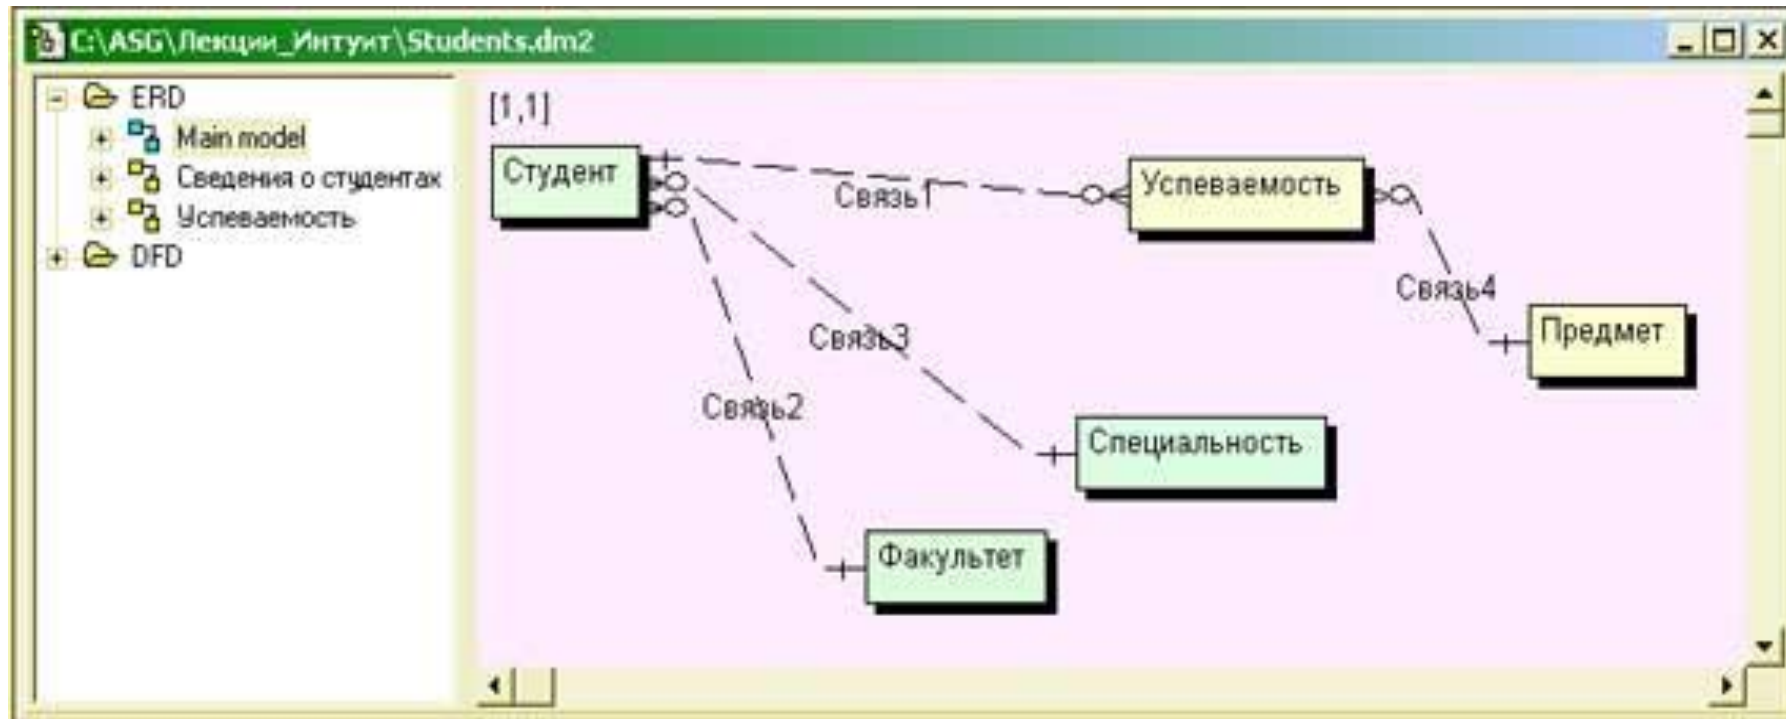 C:\ASG\Лекции_Интуит\Students.dm2
ERD
Main model
Сведения о студентах
Успеваемость
DFD
[1,1]
Студент
Связь1
Успеваемость
Связь4
Предмет
Связь3
Связь2
Специальность
Факультет